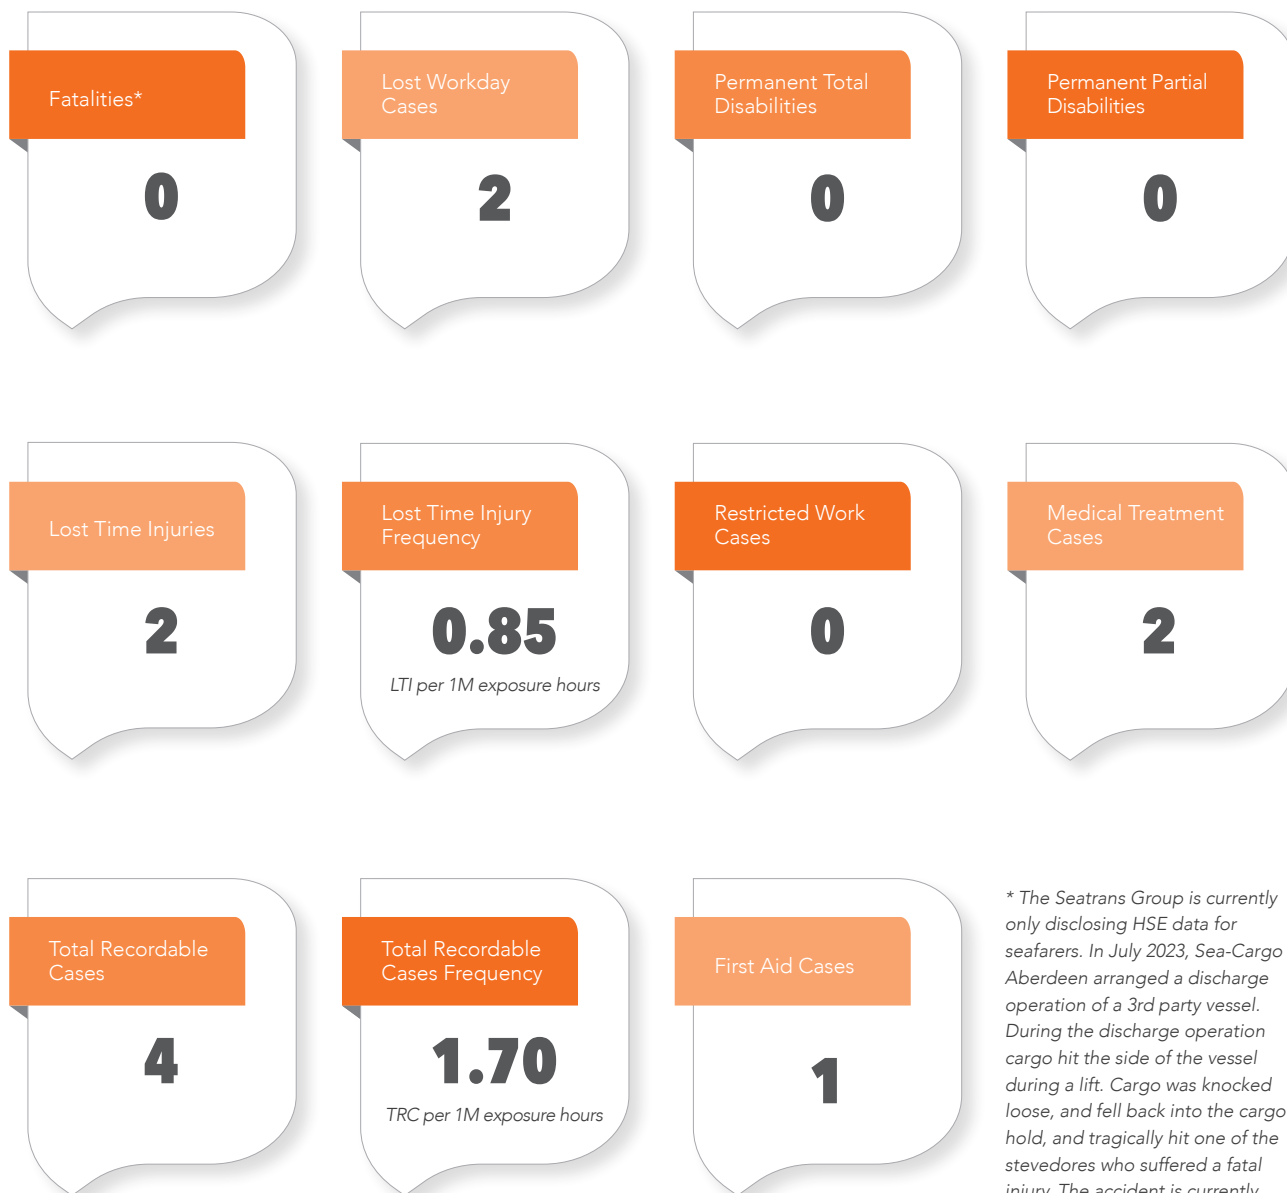 Fatalities*
0
Lost Workday
Cases
2
Permanent Total
Disabilities
0
Permanent Partial
Disabilities
0
Lost Time Injuries
2
Lost Time Injury
Frequency
0.85
LTI per 1M exposure hours
Restricted Work
Cases
0
Medical Treatment
Cases
2
Total Recordable
Cases
4
Total Recordable
Cases Frequency
1.70
TRC per 1M exposure hours
First Aid Cases
1
* The Seatrans Group is currently
only disclosing HSE data for
seafarers. In July 2023, Sea-Cargo
Aberdeen arranged a discharge
operation of a 3rd party vessel.
During the discharge operation
cargo hit the side of the vessel
during a lift. Cargo was knocked
loose, and fell back into the cargo
hold, and tragically hit one of the
stevedores who suffered a fatal
injury. The accident is currently